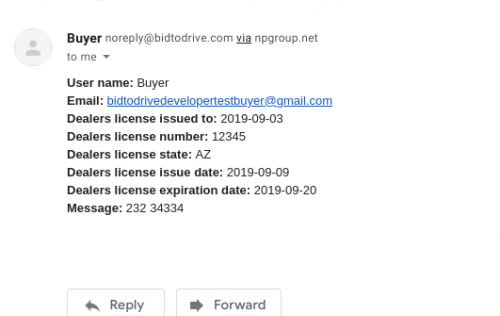 Buyer noreply@bidtodrive.com via npgroup.net
to me
User name: Buyer
Email: bidtodrivedevelopertestbuyer@gmail.com
Dealers license issued to: 2019-09-03
Dealers license number: 12345
Dealers license state: AZ
Dealers license issue date: 2019-09-09
Dealers license expiration date: 2019-09-20
Message: 232 34334
Reply Forward